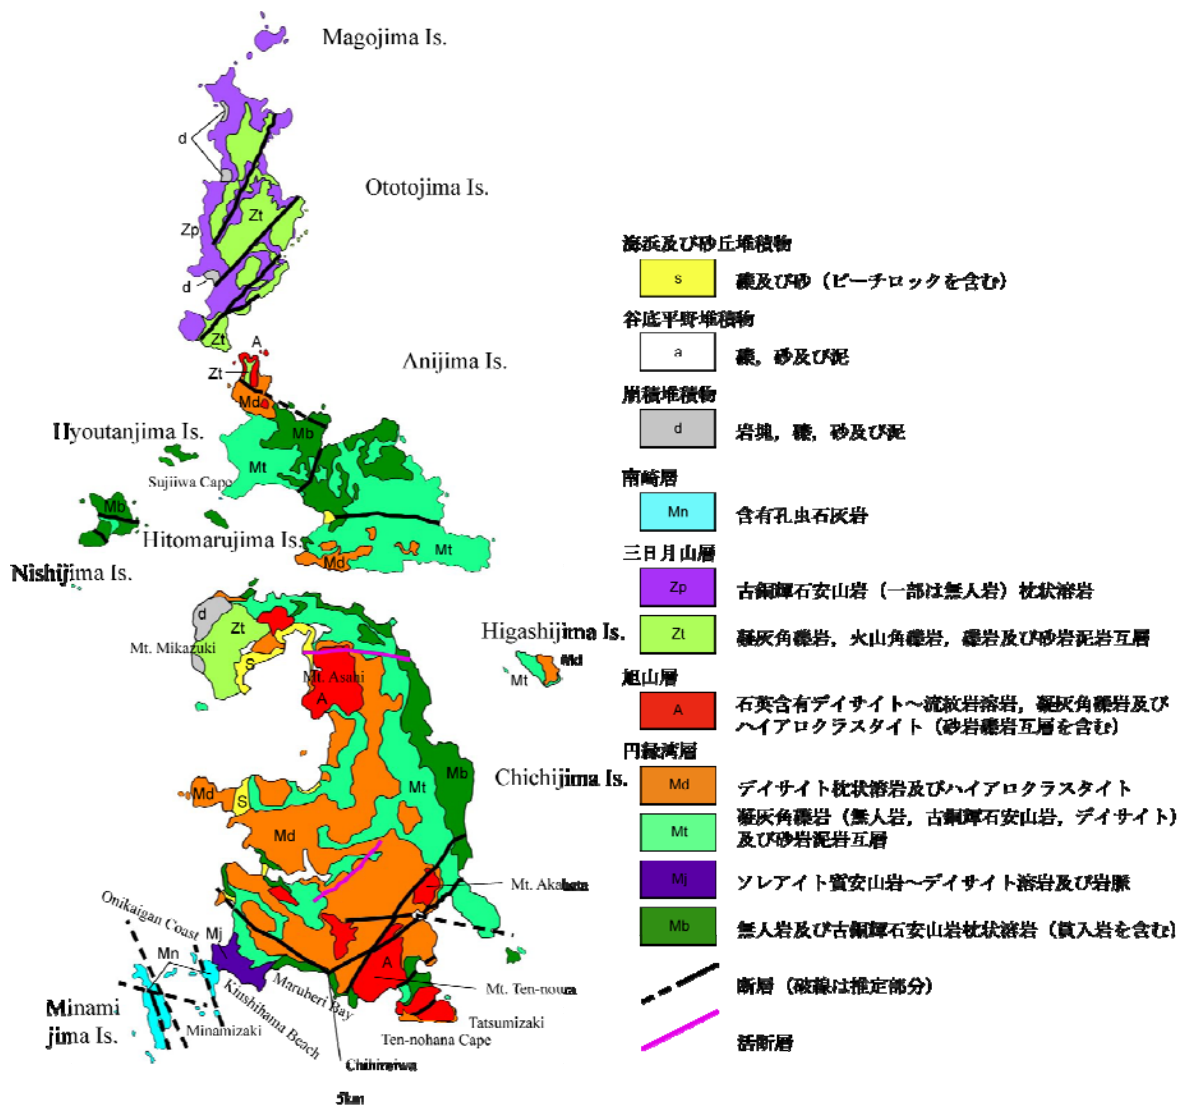 Magojima Is.
d
Ototojima Is.
Zt
Zp
d
Zt
A
Zt
Anijima Is.
Md
Hyoutanjima Is.
Mb
Sujiiwa Cape
Mt
Mb
Hitomarujima Is.
Mt
Md
Nishijima Is.
d
Zt
Mt. Mikazuki
S
Mt. Asahi
A
Higashijima Is.
Md
Mt
Chichijima Is.
Mb
Mt
Md
S
Md
Mt. Akahata
Onikaigan Coast
Mj
Mn
A
Mt. Ten-noura
Minami
jima Is.
Minamizaki
Kiushihama Beach
Maruberi Bay
Tatsumizaki
Ten-nohana Cape
Chihiroiwa
5km
海浜及び砂丘堆積物
s 礫及び砂（ビーチロックを含む）
谷底平野堆積物
a 礫，砂及び泥
崩積堆積物
d 岩塊，礫，砂及び泥
南崎層
Mn 含有孔虫石灰岩
三日月山層
Zp 古銅輝石安山岩（一部は無人岩）枕状溶岩
Zt 凝灰角礫岩，火山角礫岩，礫岩及び砂岩泥岩互層
旭山層
A 石英含有デイサイト～流紋岩溶岩，凝灰角礫岩及び
ハイアロクラスタイト（砂岩礫岩互層を含む）
円縁湾層
Md デイサイト枕状溶岩及びハイアロクラスタイト
Mt 凝灰角礫岩（無人岩，古銅輝石安山岩，デイサイト）
及び砂岩泥岩互層
Mj ソレアイト質安山岩～デイサイト溶岩及び岩脈
Mb 無人岩及び古銅輝石安山岩枕状溶岩（貫入岩を含む）
断層（破線は推定部分）
活断層